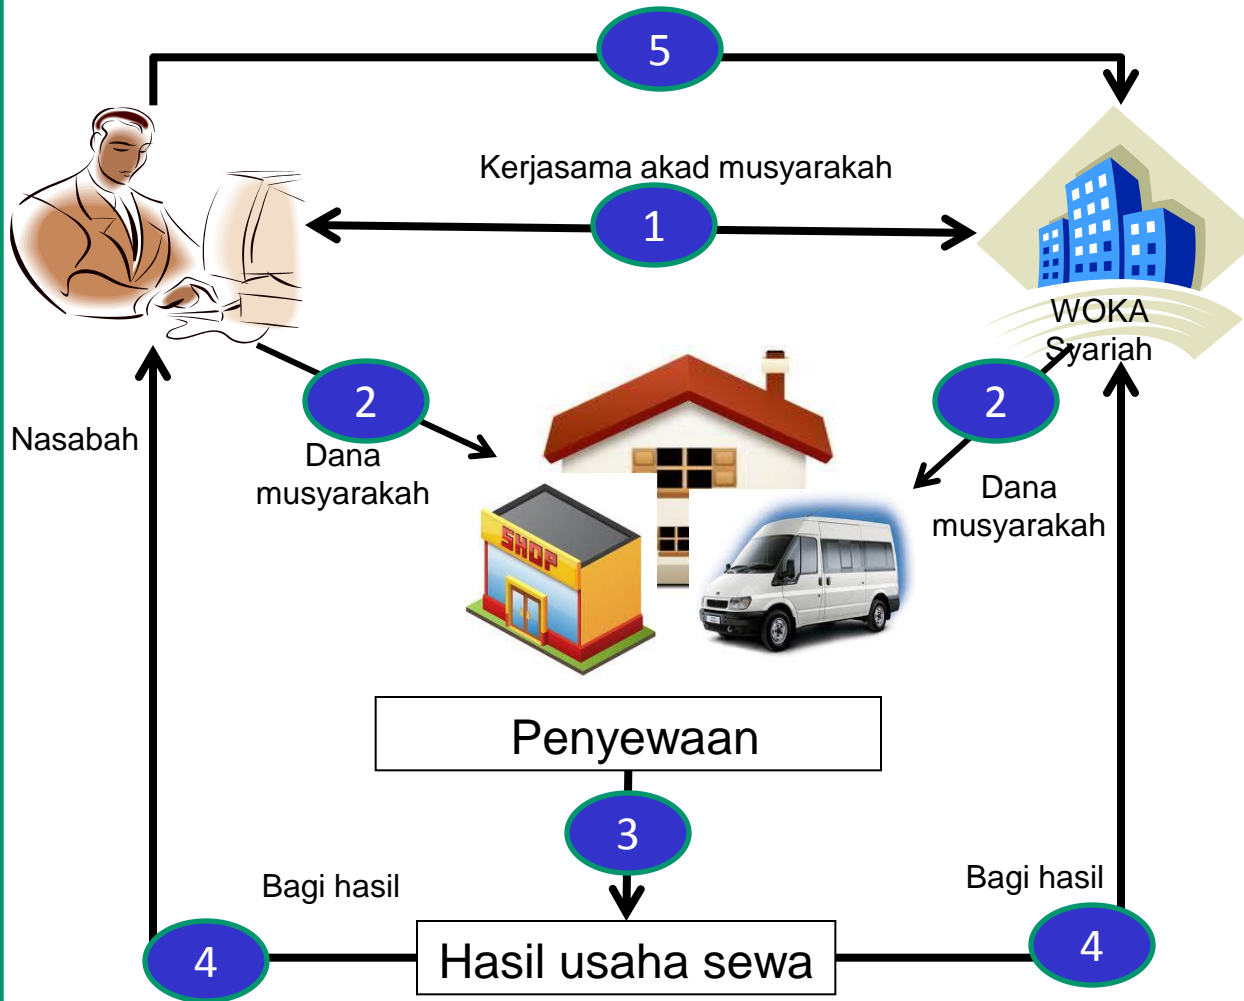 5
Kerjasama akad musyarakah
1
WOKA
Syariah
2
2
Nasabah
Dana
musyarakah
Dana
musyarakah
SHOP
Penyewaan
3
Bagi hasil
Bagi hasil
4
Hasil usaha sewa
4